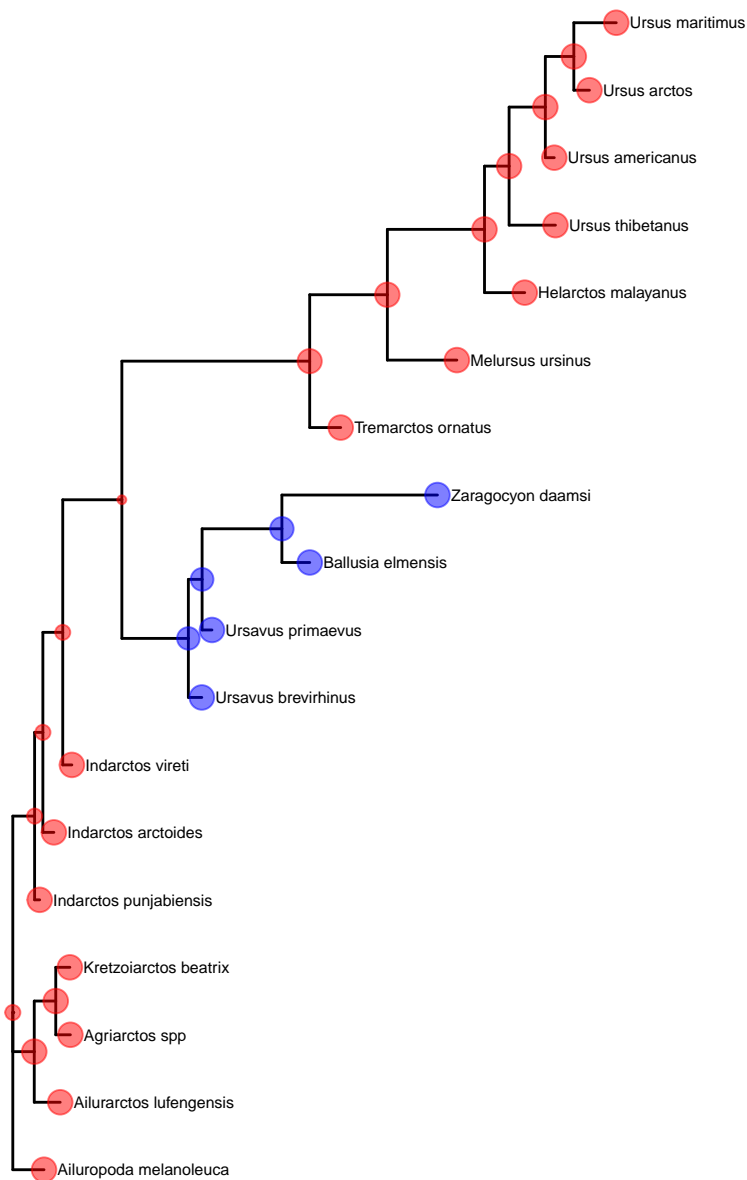 Ursus maritimus
Ursus arctos
Ursus americanus
Ursus thibetanus
Helarctos malayanus
Melursus ursinus
Tremarctos ornatus
Zaragocyon daamsi
Ballusia elmensis
Ursavus primaevus
Ursavus brevirhinus
Indarctos vireti
Indarctos arctoides
Indarctos punjabiensis
Kretzoiarctos beatrix
Agriarctos spp
Ailurarctos lufengensis
Ailuropoda melanoleuca